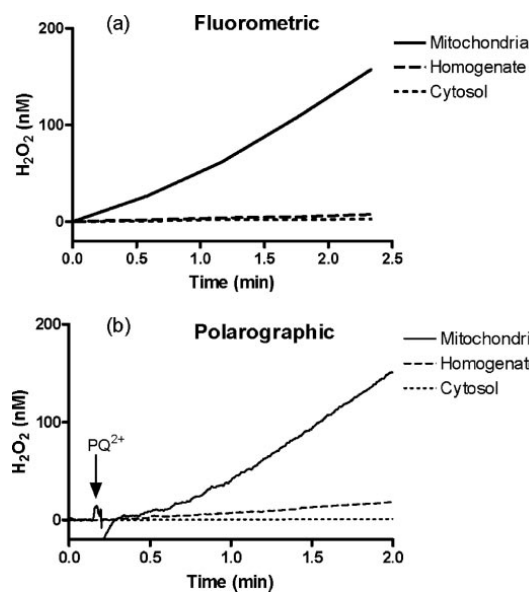 (a) Fluorometric
200
100
0
H₂O₂ (nM)
0.0 0.5 1.0 1.5 2.0 2.5
Time (min)
Mitochondria
Homogenate
Cytosol
(b) Polarographic
200
100
0
H₂O₂ (nM)
PQ²⁺
0.0 0.5 1.0 1.5 2.0
Time (min)
Mitochondri
Homogenat
Cytosol